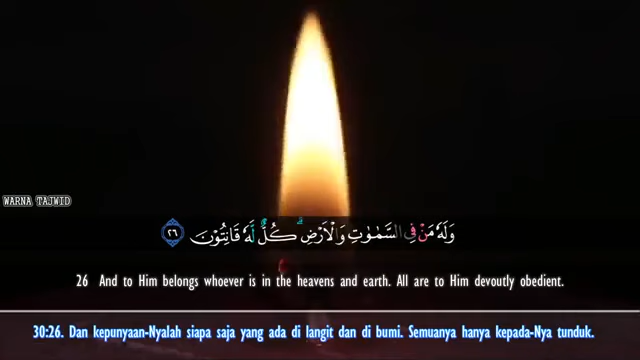 WARNA TAJWID
وَلَهٗ مَنْ فِى السَّمٰوٰتِ وَالْاَرْضِۗ كُلٌّ لَّهٗ قَانِتُوْنَ ٢٦
26 And to Him belongs whoever is in the heavens and earth. All are to Him devoutly obedient.
30:26. Dan kepunyaan-Nyalah siapa saja yang ada di langit dan di bumi. Semuanya hanya kepada-Nya tunduk.